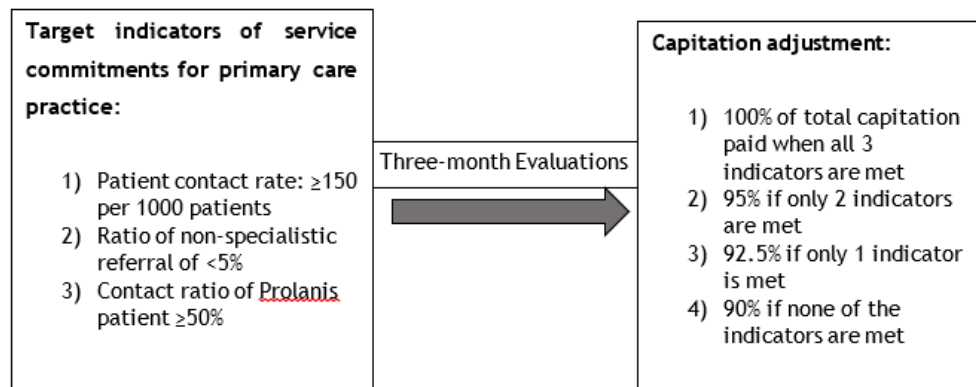 Target indicators of service
commitments for primary care
practice:
1) Patient contact rate: ≥150
per 1000 patients
2) Ratio of non-specialistic
referral of <5%
3) Contact ratio of Prolanis
patient ≥50%
Three-month Evaluations
Capitation adjustment:
1) 100% of total capitation
paid when all 3
indicators are met
2) 95% if only 2 indicators
are met
3) 92.5% if only 1 indicator
is met
4) 90% if none of the
indicators are met